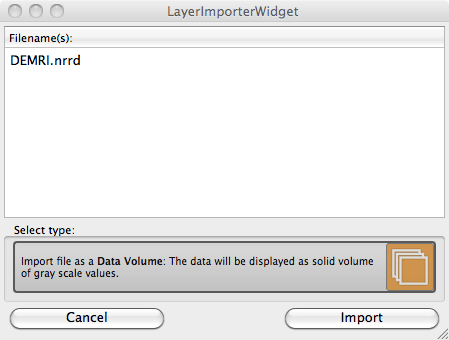 LayerImporterWidget
Filename(s):
DEMRI.nrrd
Select type:
Import file as a Data Volume: The data will be displayed as solid volume
of gray scale values.
Cancel
Import